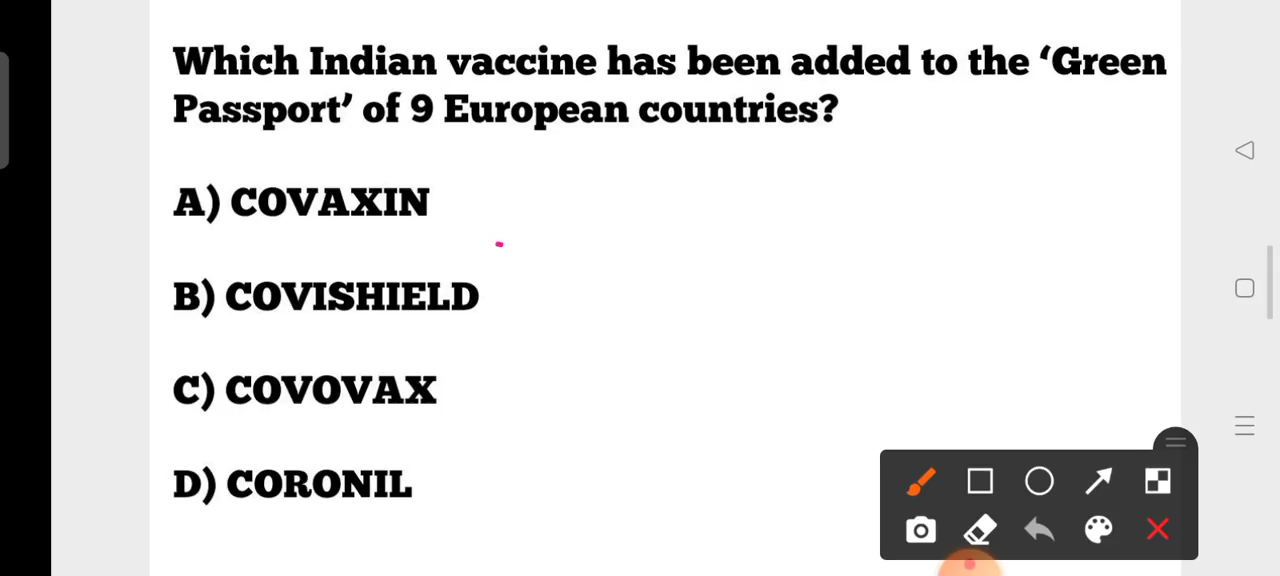 Which Indian vaccine has been added to the ‘Green
Passport’ of 9 European countries?
A) COVAXIN
B) COVISHIELD
C) COVOVAX
D) CORONIL